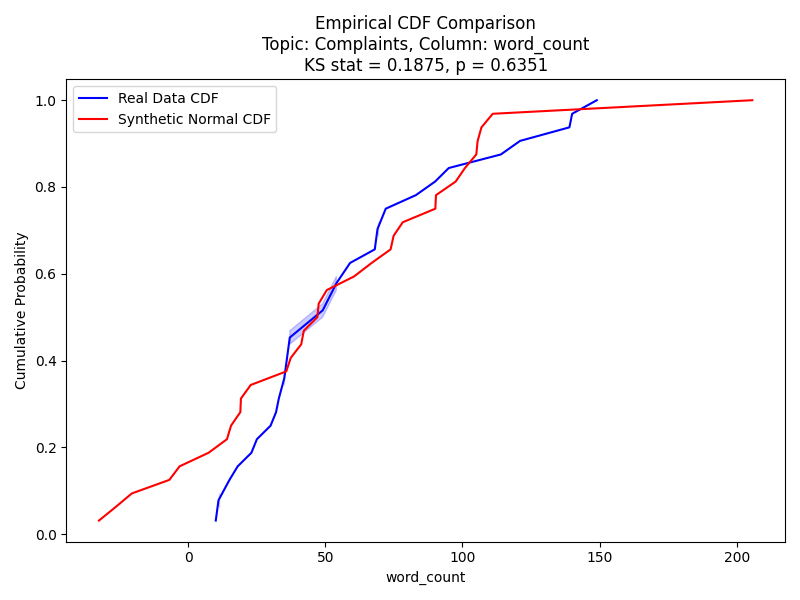 Empirical CDF Comparison
Topic: Complaints, Column: word_count
KS stat = 0.1875, p = 0.6351
Real Data CDF
Synthetic Normal CDF
Cumulative Probability
1.0
0.8
0.6
0.4
0.2
0.0
0
50
100
150
200
word_count